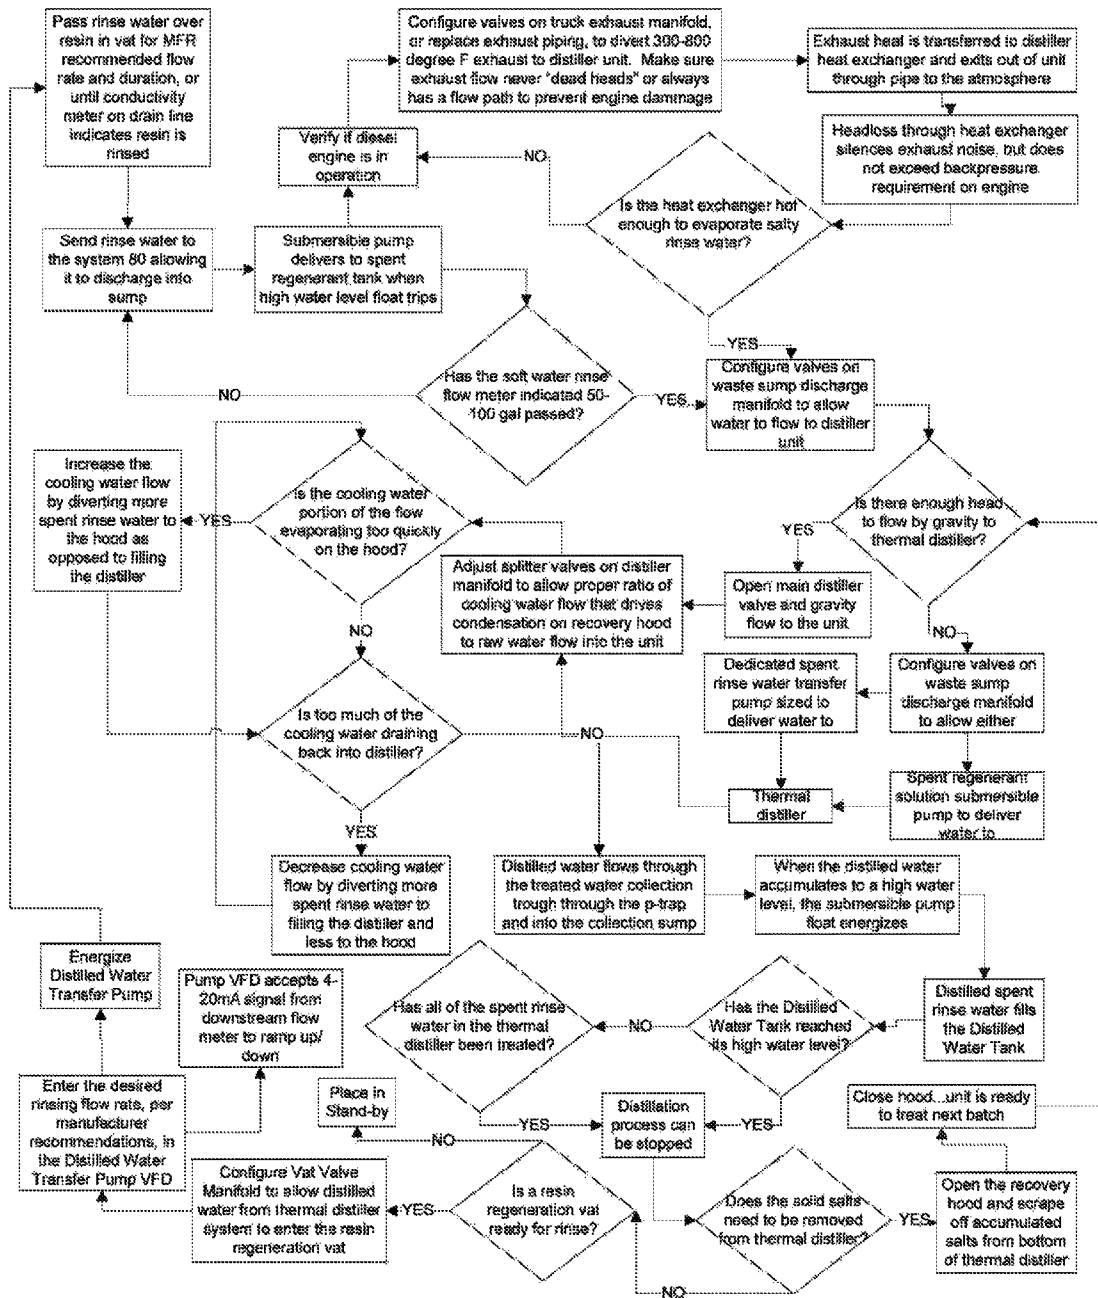 Pass rinse water over
resin in vat for MFR
recommended flow
rate and duration, or
until conductivity
meter on drain line
indicates resin is
rinsed
Configure valves on truck exhaust manifold,
or replace exhaust piping, to divert 300-800
degree F exhaust to distiller unit. Make sure
exhaust flow never "dead heads" or always
has a flow path to prevent engine dammage
Exhaust heat is transferred to distiller
heat exchanger and exits out of unit
through pipe to the atmosphere
Headloss through heat exchanger
silences exhaust noise, but does
not exceed backpressure
requirement on engine
Verify if diesel
engine is in
operation
NO
Is the heat exchanger hot
enough to evaporate salty
rinse water?
Send rinse water to
the system 80 allowing
it to discharge into
sump
Submersible pump
delivers to spent
regenerant tank when
high water level float trips
YES
Has the soft water rinse
flow meter indicated 50-
100 gal passed?
NO
YES
Configure valves on
waste sump discharge
manifold to allow
water to flow to distiller
unit
Increase the
cooling water flow
by diverting more
spent rinse water to
the hood as
opposed to filling
the distiller
YES
Is the cooling water
portion of the flow
evaporating too quickly
on the hood?
Is there enough head
to flow by gravity to
thermal distiller?
YES
Adjust splitter valves on distiller
manifold to allow proper ratio of
cooling water flow that drives
condensation on recovery hood
to raw water flow into the unit
Open main distiller
valve and gravity
flow to the unit
NO
NO
Dedicated spent
rinse water transfer
pump sized to
deliver water to
Configure valves on
waste sump
discharge manifold
to allow either
Is too much of the
cooling water draining
back into distiller?
NO
Thermal
distiller
Spent regenerant
solution submersible
pump to deliver
water to
YES
Decrease cooling water
flow by diverting more
spent rinse water to
filling the distiller and
less to the hood
Distilled water flows through
the treated water collection
trough through the p-trap
and into the collection sump
When the distilled water
accumulates to a high water
level, the submersible pump
float energizes
Energize
Distilled Water
Transfer Pump
Pump VFD accepts 4-
20mA signal from
downstream flow
meter to ramp up/
down
Has all of the spent rinse
water in the thermal
distiller been treated?
NO
Has the Distilled
Water Tank reached
its high water level?
Distilled spent
rinse water fills
the Distilled
Water Tank
Enter the desired
rinsing flow rate, per
manufacturer
recommendations, in
the Distilled Water
Transfer Pump VFD
Place in
Stand-by
YES
Distillation
process can
be stopped
YES
Close hood...unit is ready
to treat next batch
NO
Configure Vat Valve
Manifold to allow distilled
water from thermal distiller
system to enter the resin
regeneration vat
YES
Is a resin
regeneration vat
ready for rinse?
Does the solid salts
need to be removed
from thermal distiller?
YES
Open the recovery
hood and scrape
off accumulated
salts from bottom
of thermal distiller
NO